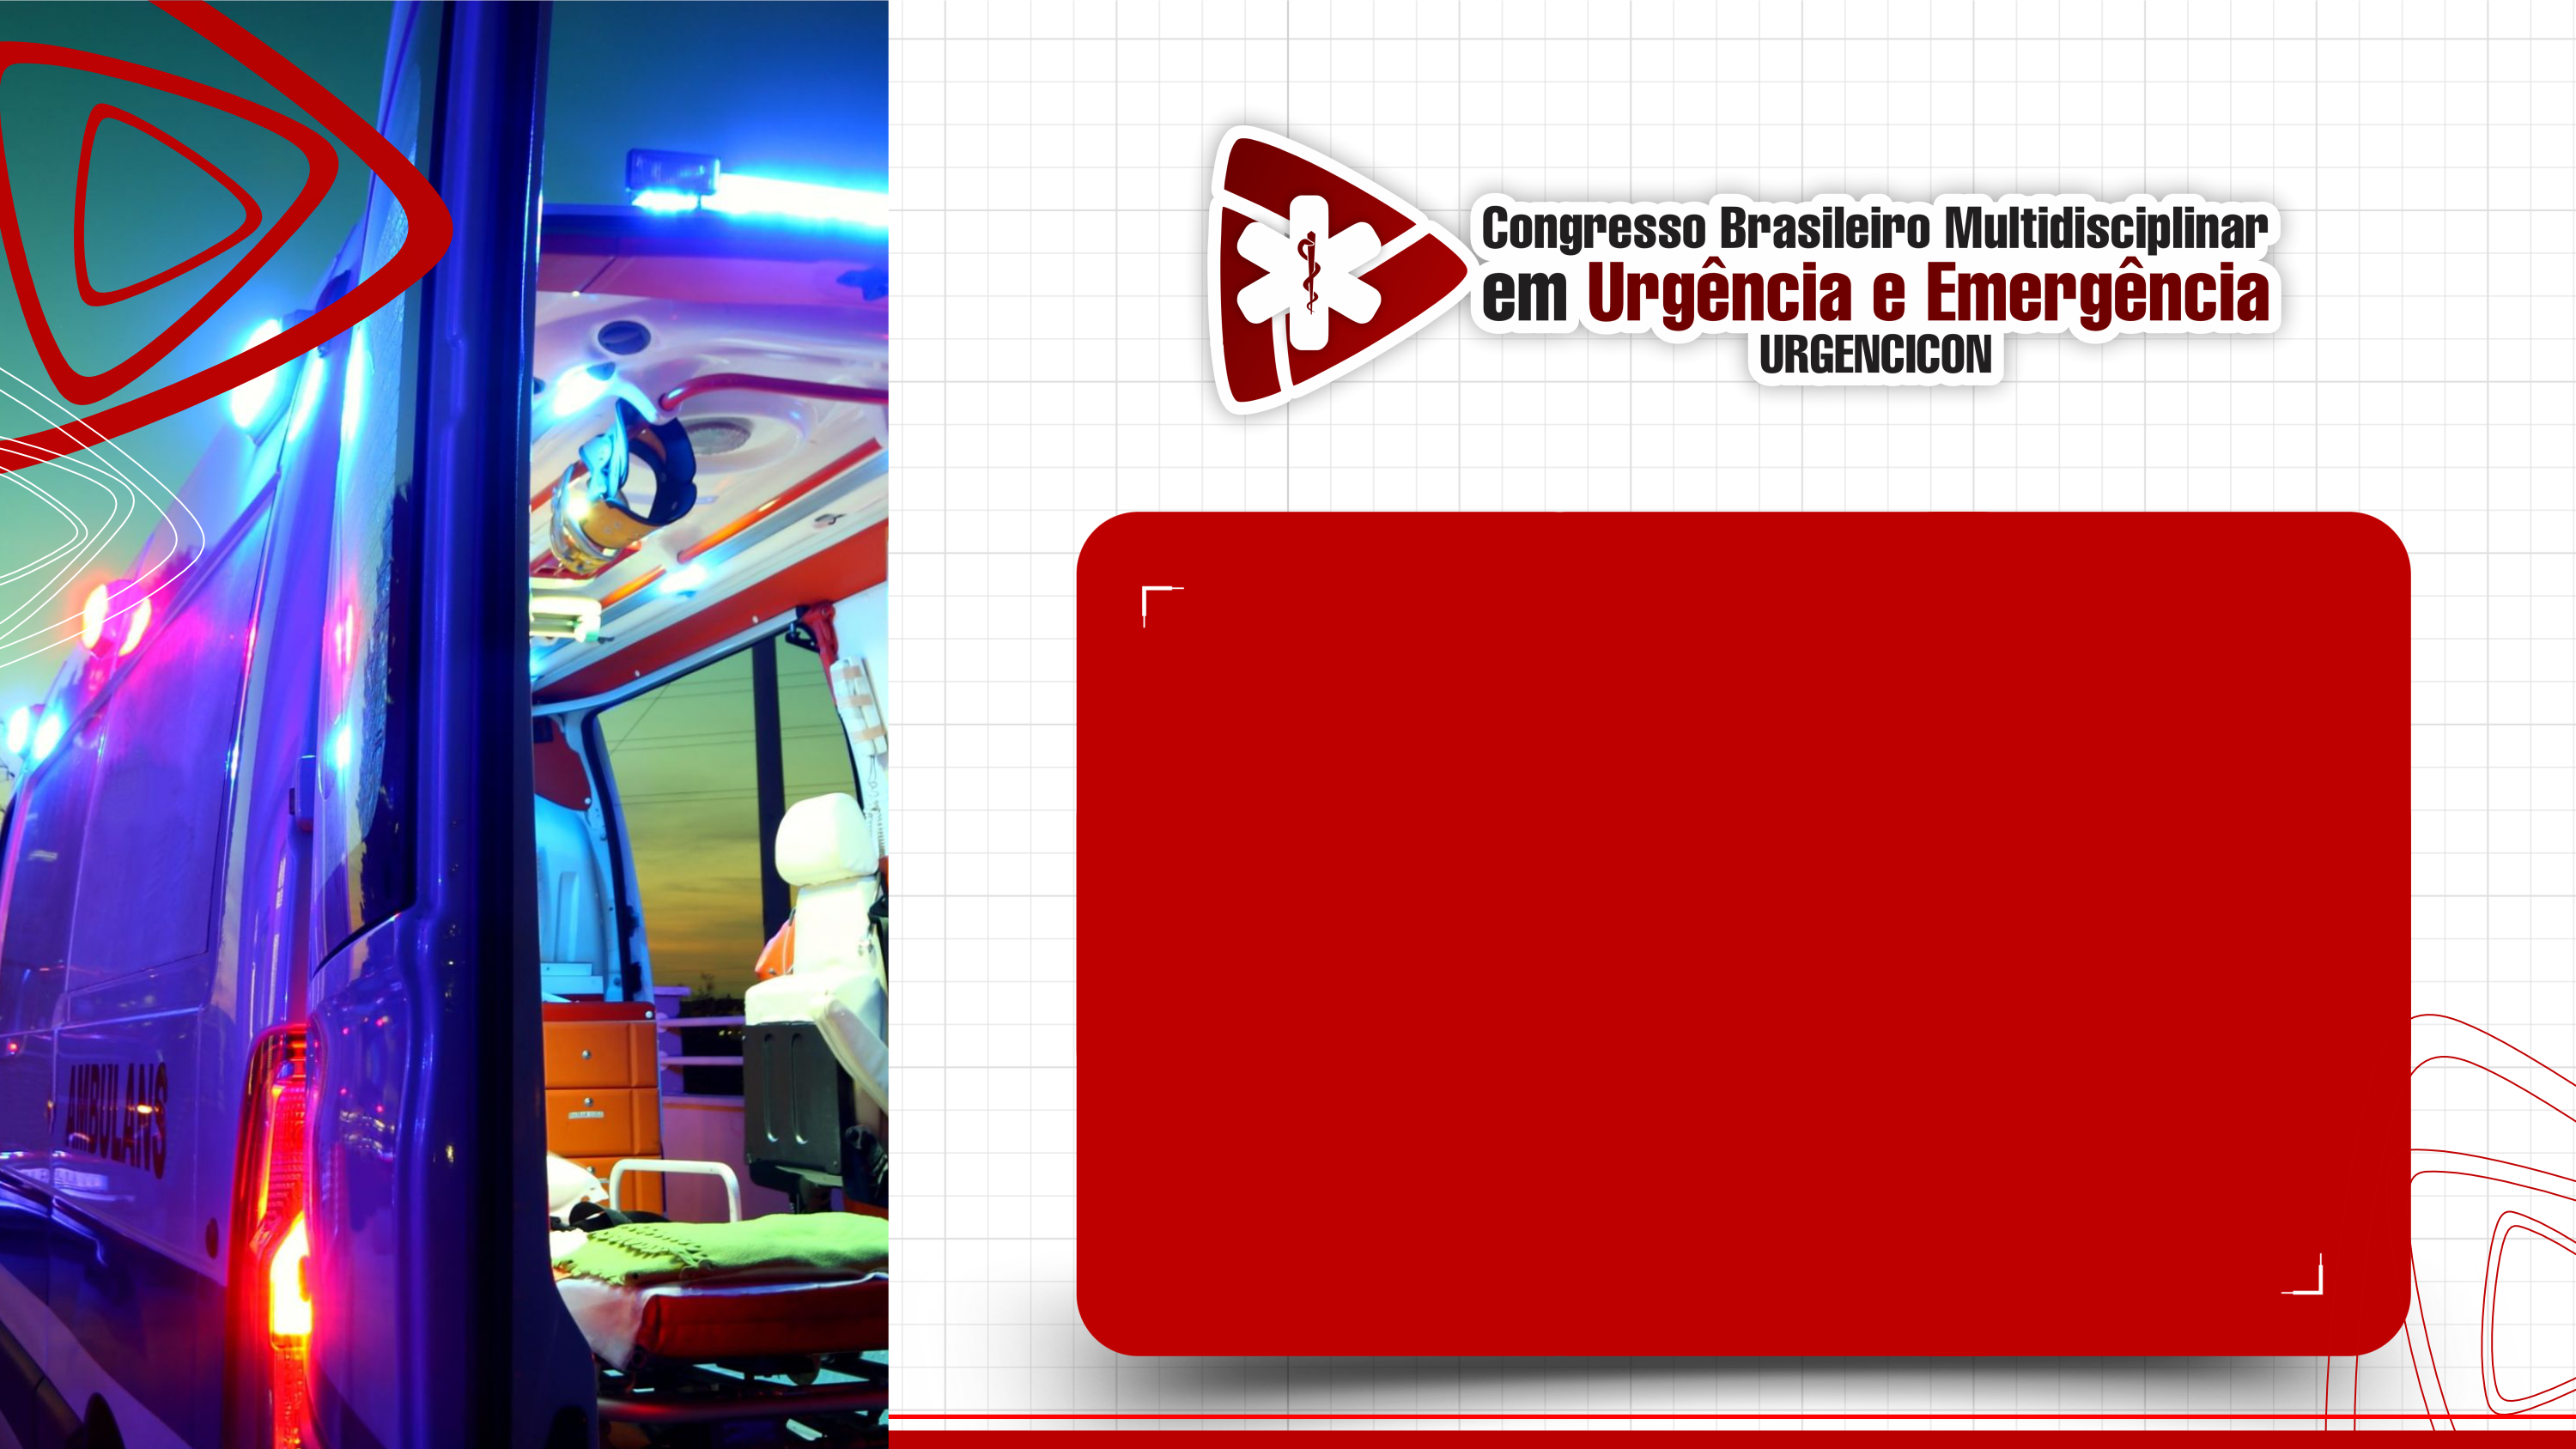 Congresso Brasileiro Multidisciplinar
em Urgência e Emergência
URGENCICON
AMBULANS